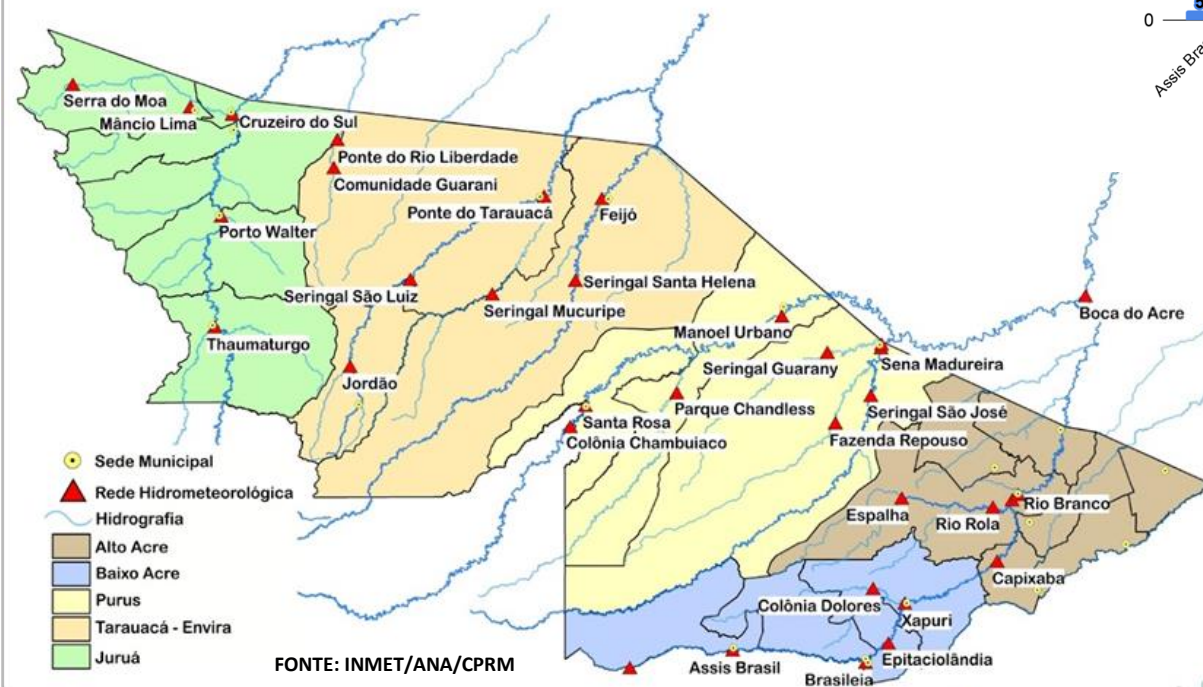 0
5
Assis Bra
Serra do Moa
Mâncio Lima
Cruzeiro do Sul
Ponte do Rio Liberdade
Comunidade Guarani
Ponte do Tarauacá
Feijó
Porto Walter
Seringal São Luiz
Seringal Santa Helena
Seringal Mucuripe
Boca do Acre
Thaumaturgo
Manoel Urbano
Seringal Guarany
Sena Madureira
Jordão
Parque Chandless
Seringal São José
Santa Rosa
Colônia Chambuiaco
Fazenda Repouso
Espalha
Rio Rola
Rio Branco
Capixaba
Colônia Dolores
Xapuri
Assis Brasil
Epitaciolândia
Brasileia
Sede Municipal
Rede Hidrometeorológica
Hidrografia
Alto Acre
Baixo Acre
Purus
Tarauacá - Envira
Juruá
FONTE: INMET/ANA/CPRM